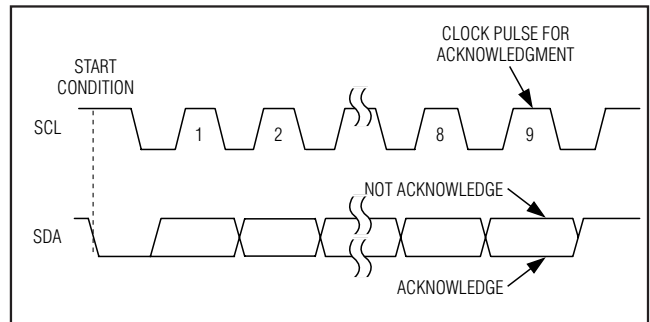 CLOCK PULSE FOR
ACKNOWLEDGMENT
START
CONDITION
SCL
1
2
8
9
NOT ACKNOWLEDGE
SDA
ACKNOWLEDGE